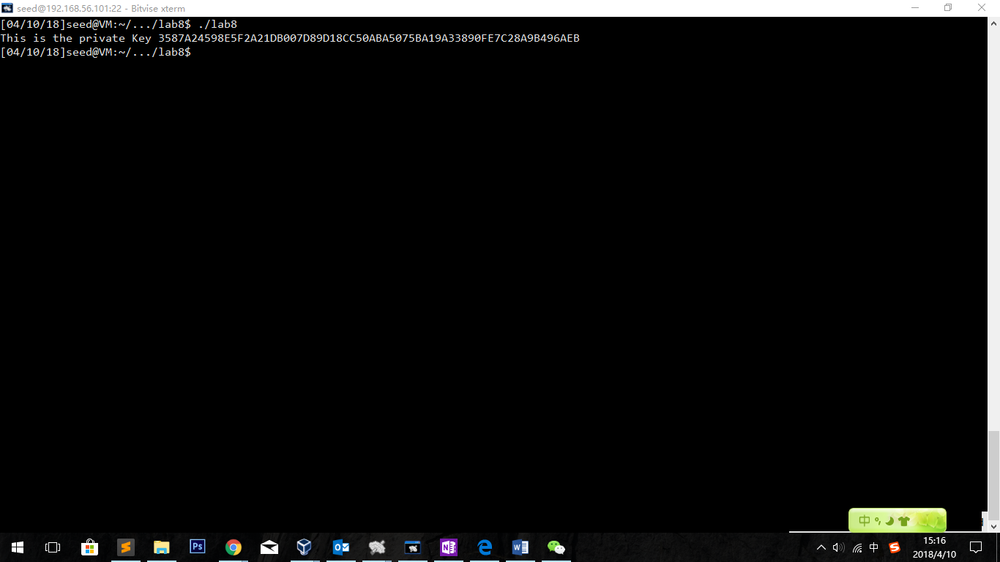 seed@192.168.56.101:22 - Bitvise xterm
[04/10/18]seed@VM:~/.../lab8$ ./lab8
This is the private Key 3587A24598E5F2A21DB007D89D18CC50ABA5075BA19A33890FE7C28A9B496AEB
[04/10/18]seed@VM:~/.../lab8$
中
Ps
中
15:16
2018/4/10